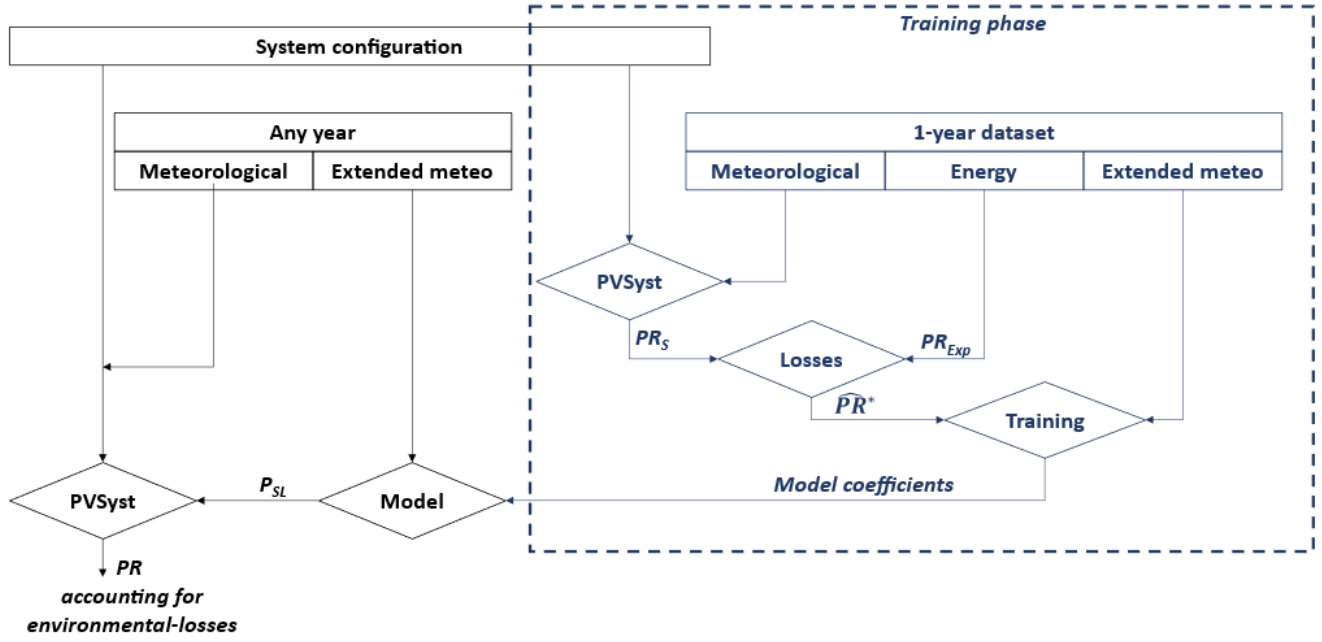 Training phase
System configuration
Any year
Meteorological
Extended meteo
1-year dataset
Meteorological
Energy
Extended meteo
PVSyst
PR_S
PR_Exp
Losses
\widehat{PR}^*
Training
Model coefficients
PVSyst
P_SL
Model
PR
accounting for
environmental-losses